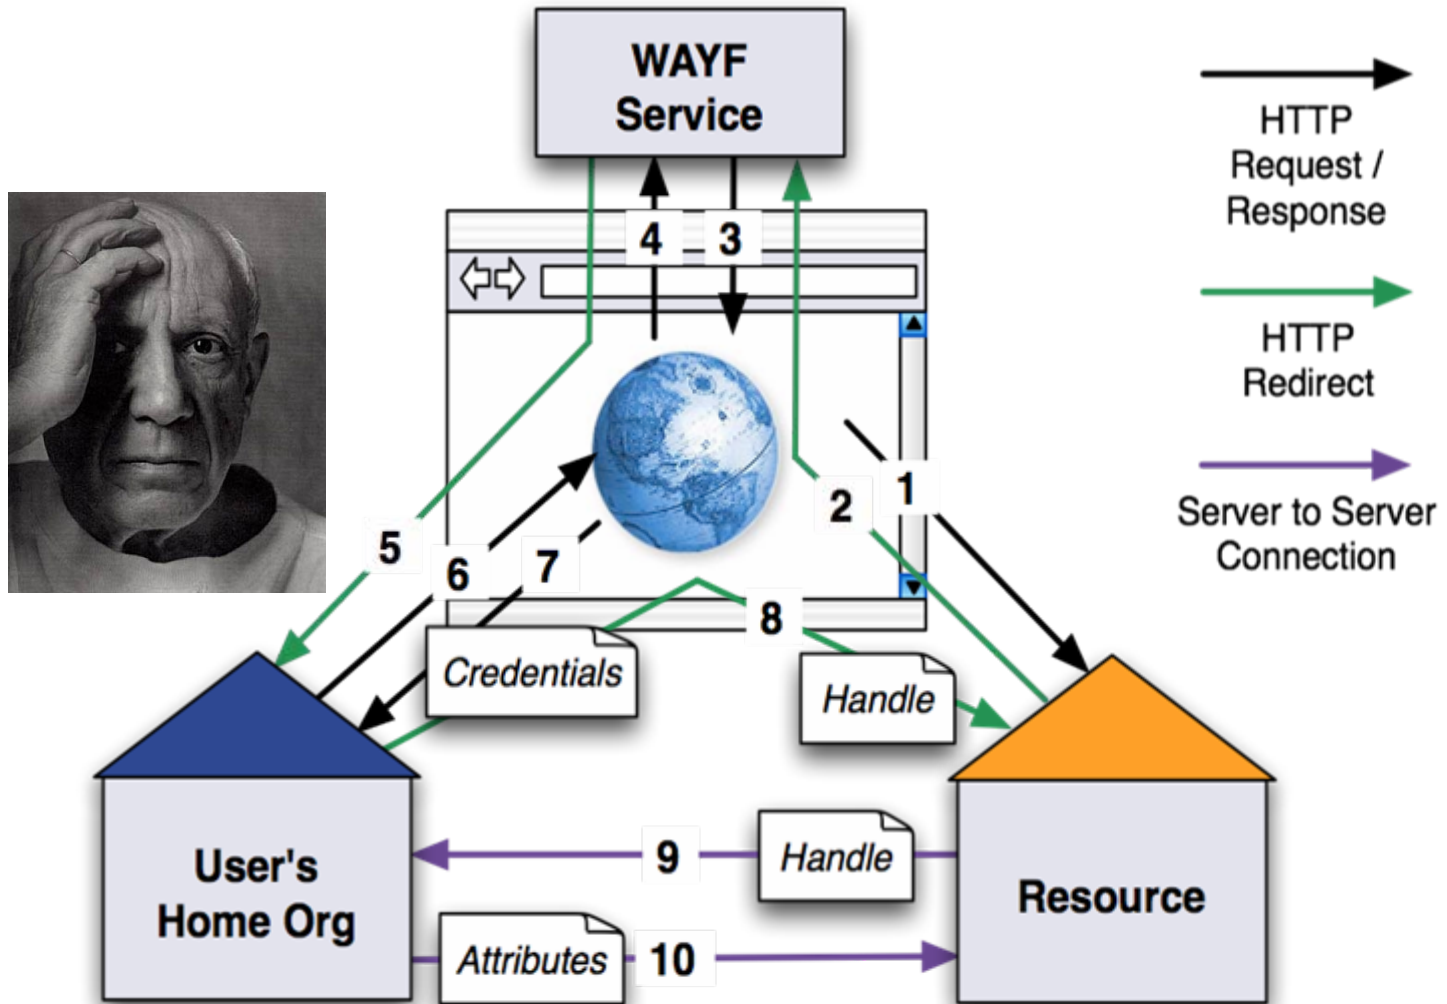 WAYF
Service
HTTP
Request /
Response
4
3
HTTP
Redirect
1
2
Server to Server
Connection
5
6
7
8
Credentials
Handle
User's
Home Org
9
Handle
Resource
Attributes
10